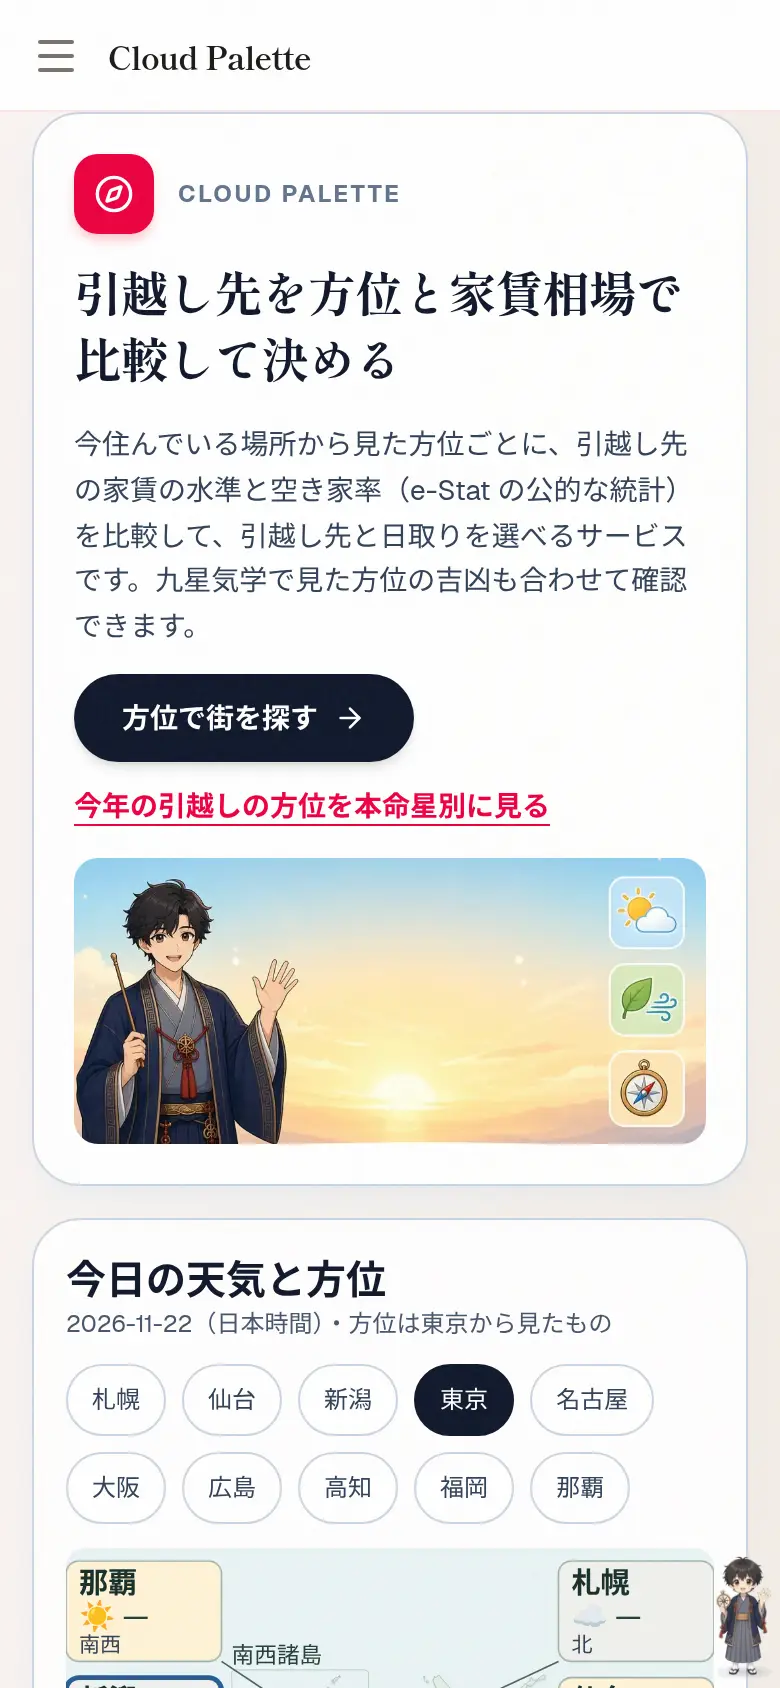 Cloud Palette
CLOUD PALETTE
引越し先を方位と家賃相場で
比較して決める
今住んでいる場所から見た方位ごとに、引越し先
の家賃の水準と空き家率（e-Stat の公的な統計）
を比較して、引越し先と日取りを選べるサービス
です。九星気学で見た方位の吉凶も合わせて確認
できます。
方位で街を探す →
今年の引越しの方位を本命星別に見る
今日の天気と方位
2026-11-22（日本時間）・方位は東京から見たもの
札幌 仙台 新潟 東京 名古屋
大阪 広島 高知 福岡 那覇
那覇
—
南西
南西諸島
札幌
—
北